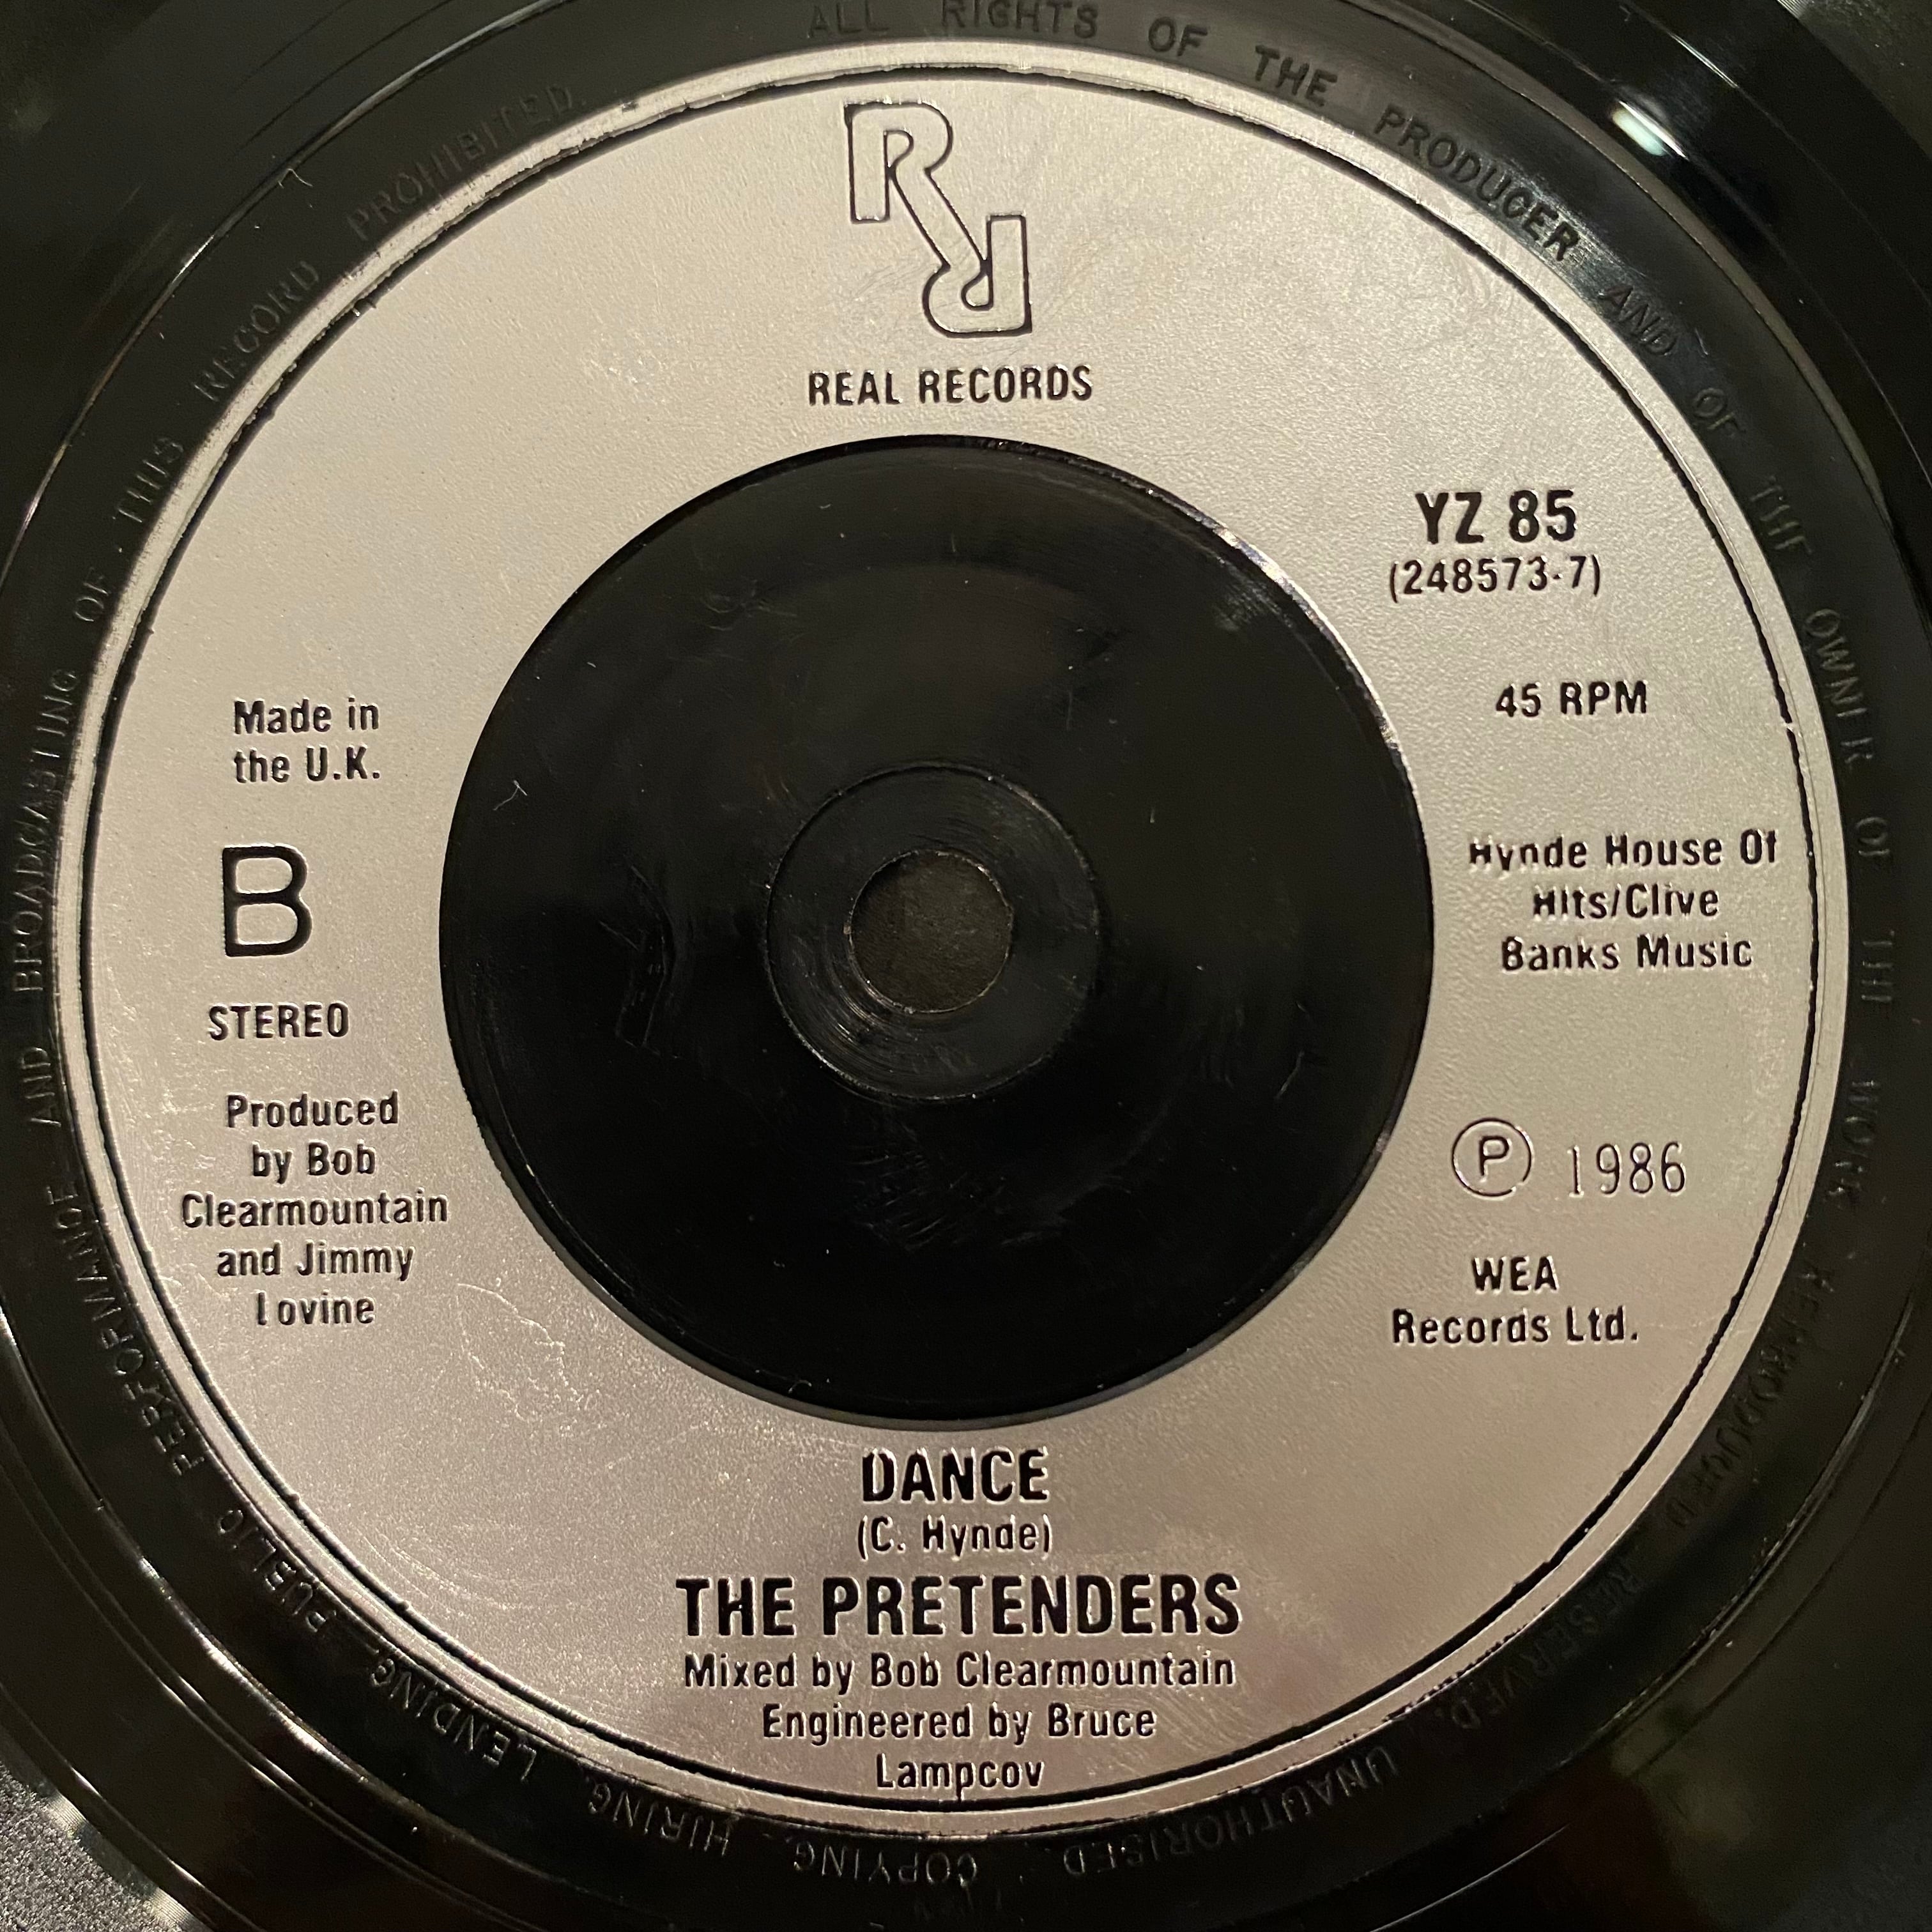 ALL RIGHTS OF THE PRODUCER AND OF THE OWNER OF THE WORK REPRODUCED RESERVED. UNAUTHORISED COPYING, HIRING, LENDING, PUBLIC PERFORMANCE AND BROADCASTING OF THIS RECORD PROHIBITED.
RR
REAL RECORDS
YZ 85
(248573-7)
45 RPM
Made in
the U.K.
B
STEREO
Produced
by Bob
Clearmountain
and Jimmy
Lovine
Hynde House Of
Hits/Clive
Banks Music
Ⓟ 1986
WEA
Records Ltd.
DANCE
(C. Hynde)
THE PRETENDERS
Mixed by Bob Clearmountain
Engineered by Bruce
Lampcov